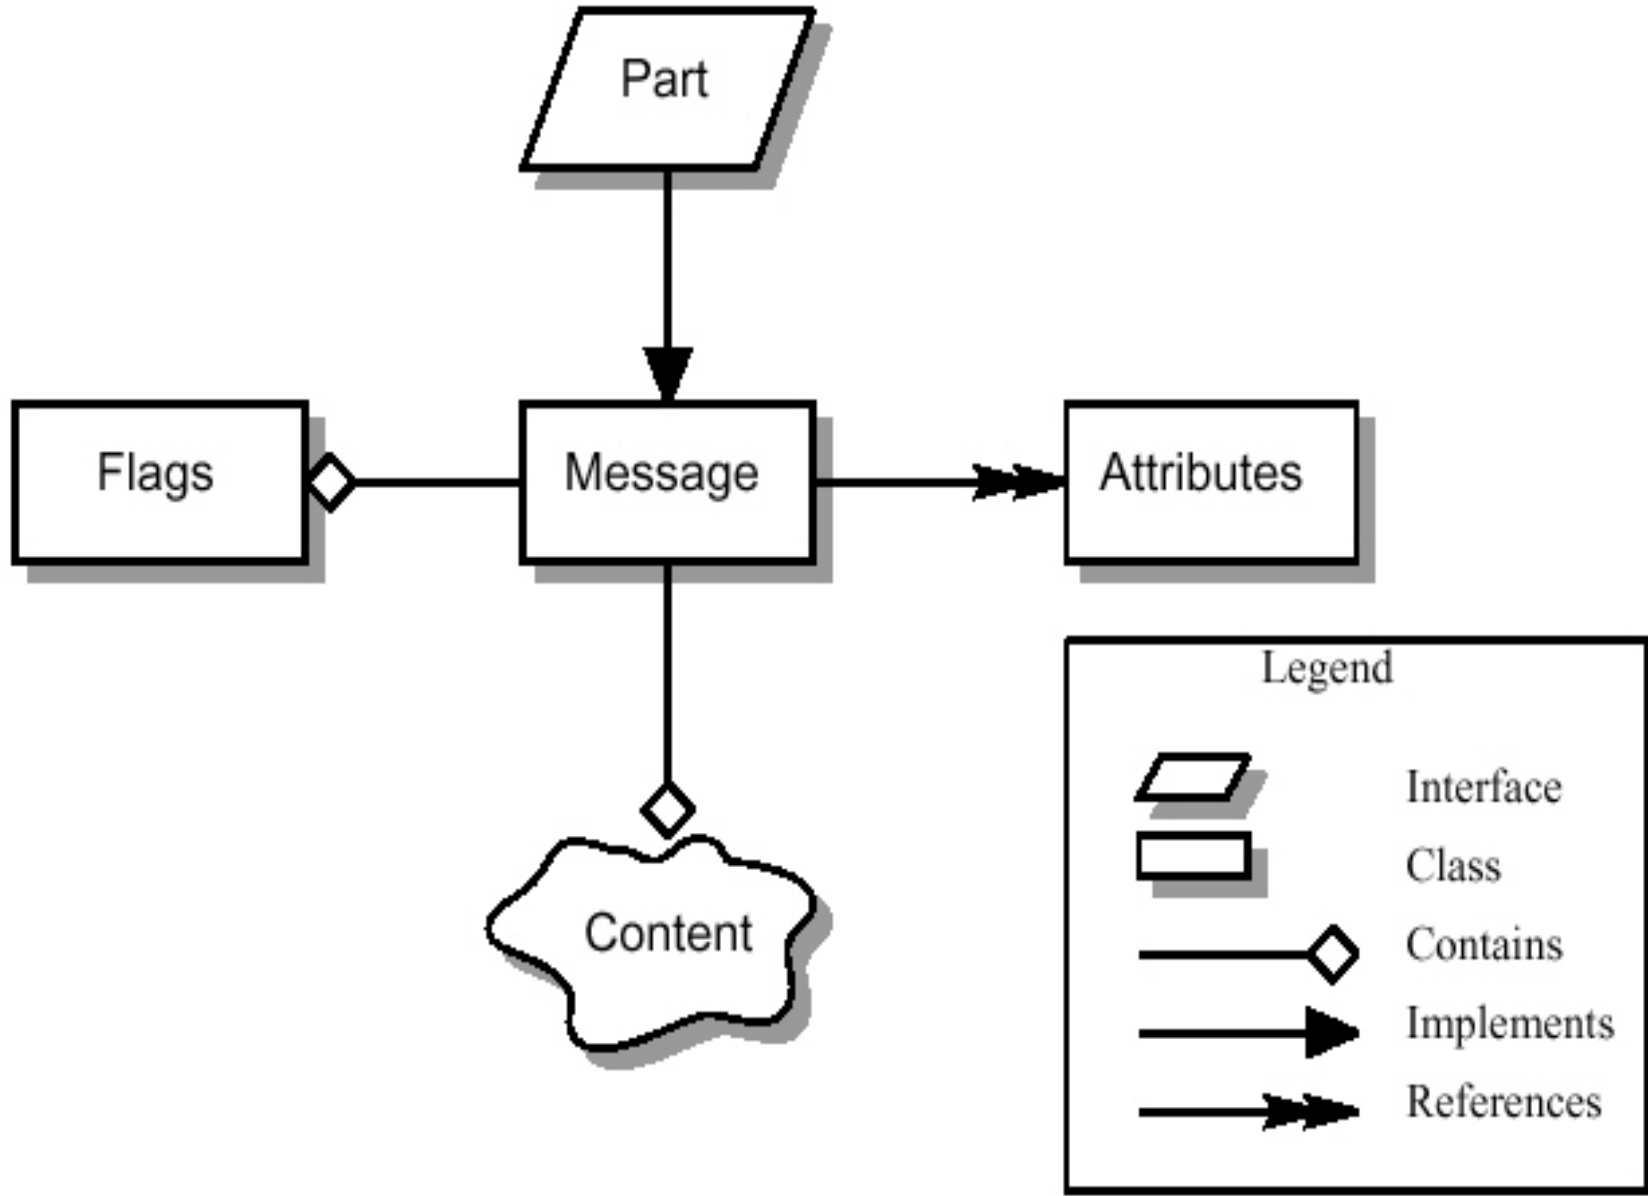 Part
Flags
Message
Attributes
Content
Legend
Interface
Class
Contains
Implements
References